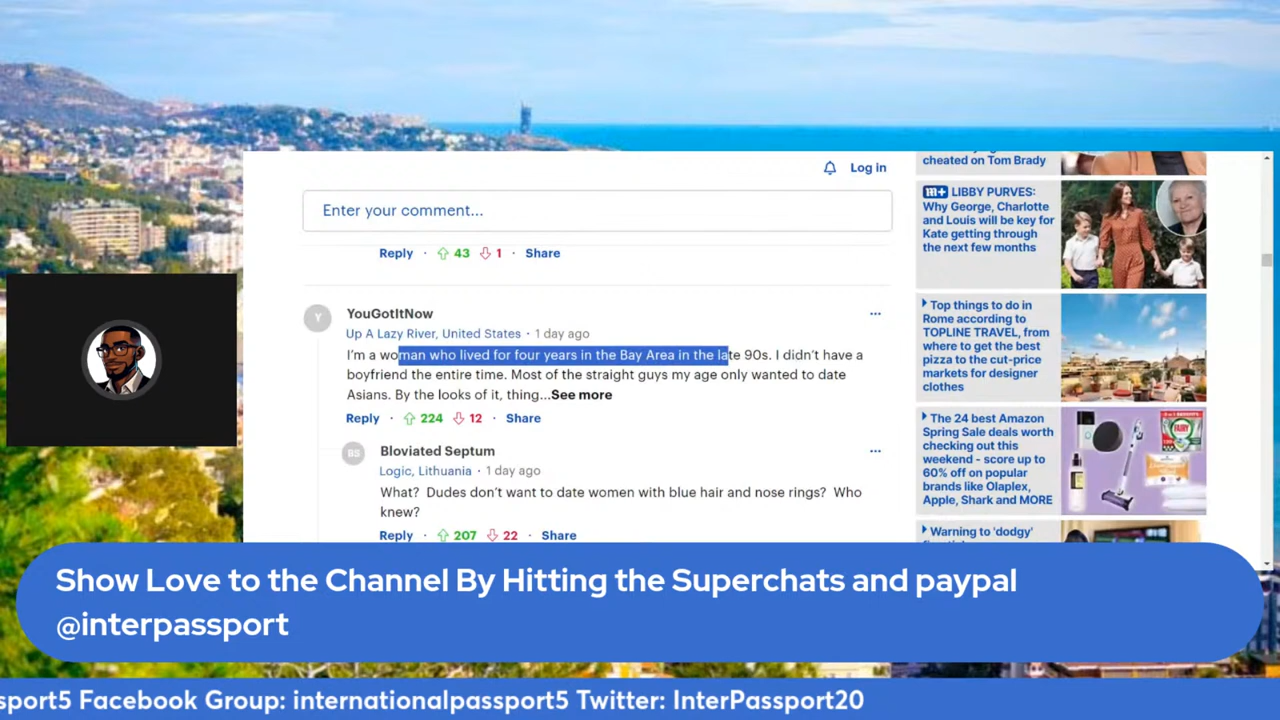 Log in
Enter your comment...
Reply · 43 1 · Share
Y
YouGotItNow
Up A Lazy River, United States · 1 day ago
I'm a woman who lived for four years in the Bay Area in the late 90s. I didn't have a
boyfriend the entire time. Most of the straight guys my age only wanted to date
Asians. By the looks of it, thing...See more
Reply · 224 12 · Share
BS
Bloviated Septum
Logic, Lithuania · 1 day ago
What? Dudes don't want to date women with blue hair and nose rings? Who
knew?
Reply · 207 22 · Share
cheated on Tom Brady
m+ LIBBY PURVES:
Why George, Charlotte
and Louis will be key for
Kate getting through
the next few months
Top things to do in
Rome according to
TOPLINE TRAVEL, from
where to get the best
pizza to the cut-price
markets for designer
clothes
The 24 best Amazon
Spring Sale deals worth
checking out this
weekend - score up to
60% off on popular
brands like Olaplex,
Apple, Shark and MORE
FAIRY
Warning to 'dodgy'
Show Love to the Channel By Hitting the Superchats and paypal
@interpassport
sport5 Facebook Group: internationalpassport5 Twitter: InterPassport20